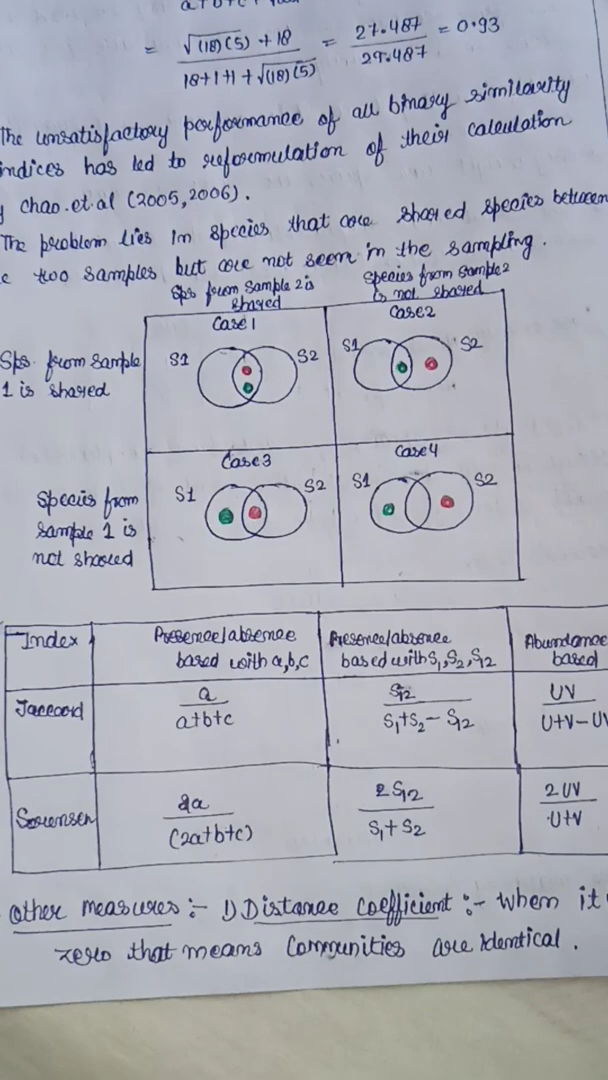 = √(18)(5) + 18 / 18+1+1+√(18)(5) = 27.487 / 29.487 = 0.93
The unsatisfactory performance of all binary similarity
indices has led to reformulation of their calculation
chao.et.al (2005,2006).
The problem lies in species that are shared species between
two samples but are not seen in the sampling.
Sps from sample 2 is shared
Species from Sample 2 is not shared
Sps from sample 1 is shared
Case 1
S1 S2
Case 2
S1 S2
Species from sample 1 is not shared
Case 3
S1 S2
Case 4
S1 S2
Index Presence/absence based with a,b,c Presence/absence based with S1,S2,S12 Abundance based
Jaccard a / a+b+c S12 / S1+S2-S12 UV / U+V-UV
Sorensen 2a / (2a+b+c) 2S12 / S1+S2 2UV / U+V
Other measures :- 1) Distance coefficient :- When it
zero that means Communities are identical.